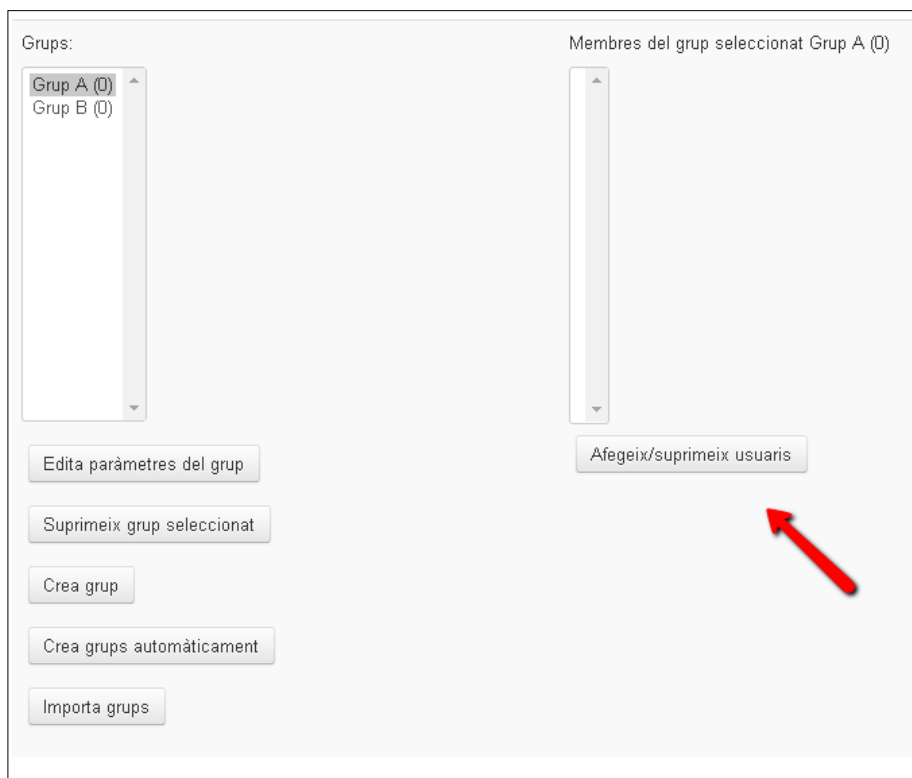 Grups:
Grup A (0)
Grup B (0)
Edita paràmetres del grup
Suprimeix grup seleccionat
Crea grup
Crea grups automàticament
Importa grups
Membres del grup seleccionat Grup A (0)
Afegeix/suprimeix usuaris